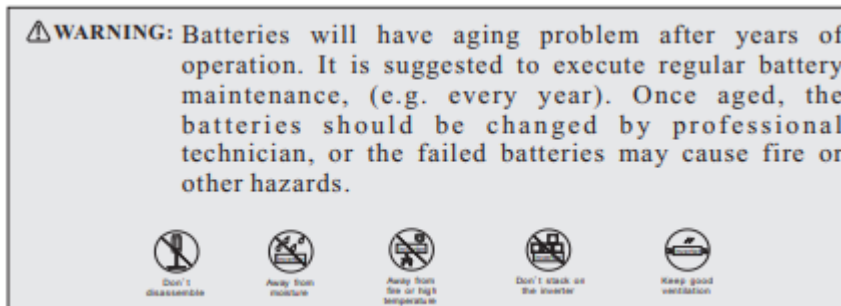 WARNING: Batteries will have aging problem after years of
operation. It is suggested to execute regular battery
maintenance, (e.g. every year). Once aged, the
batteries should be changed by professional
technician, or the failed batteries may cause fire or
other hazards.
Don't
disassemble
Away from
moisture
Away from
fire or high
temperature
Don't stack on
the inverter
Keep good
ventilation